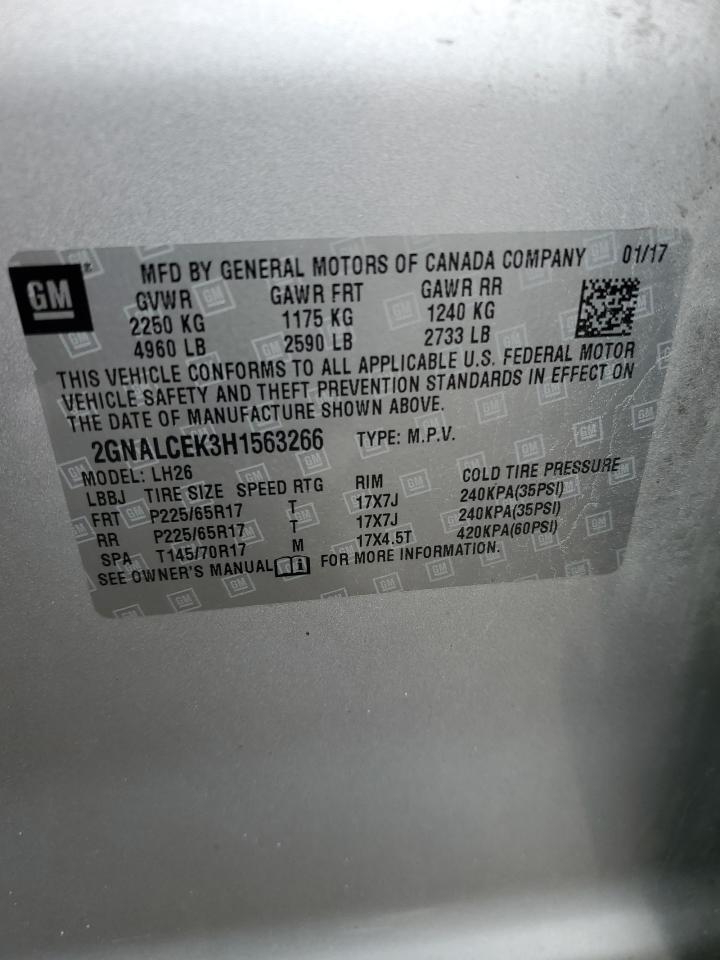 GM
MFD BY GENERAL MOTORS OF CANADA COMPANY 01/17
GVWR GAWR FRT GAWR RR
2250 KG 1175 KG 1240 KG
4960 LB 2590 LB 2733 LB
THIS VEHICLE CONFORMS TO ALL APPLICABLE U.S. FEDERAL MOTOR
VEHICLE SAFETY AND THEFT PREVENTION STANDARDS IN EFFECT ON
THE DATE OF MANUFACTURE SHOWN ABOVE.
2GNALCEK3H1563266 TYPE: M.P.V.
MODEL: LH26
LBBJ TIRE SIZE SPEED RTG RIM COLD TIRE PRESSURE
FRT P225/65R17 T 17X7J 240KPA(35PSI)
RR P225/65R17 T 17X7J 240KPA(35PSI)
SPA T145/70R17 M 17X4.5T 420KPA(60PSI)
SEE OWNER'S MANUAL FOR MORE INFORMATION.